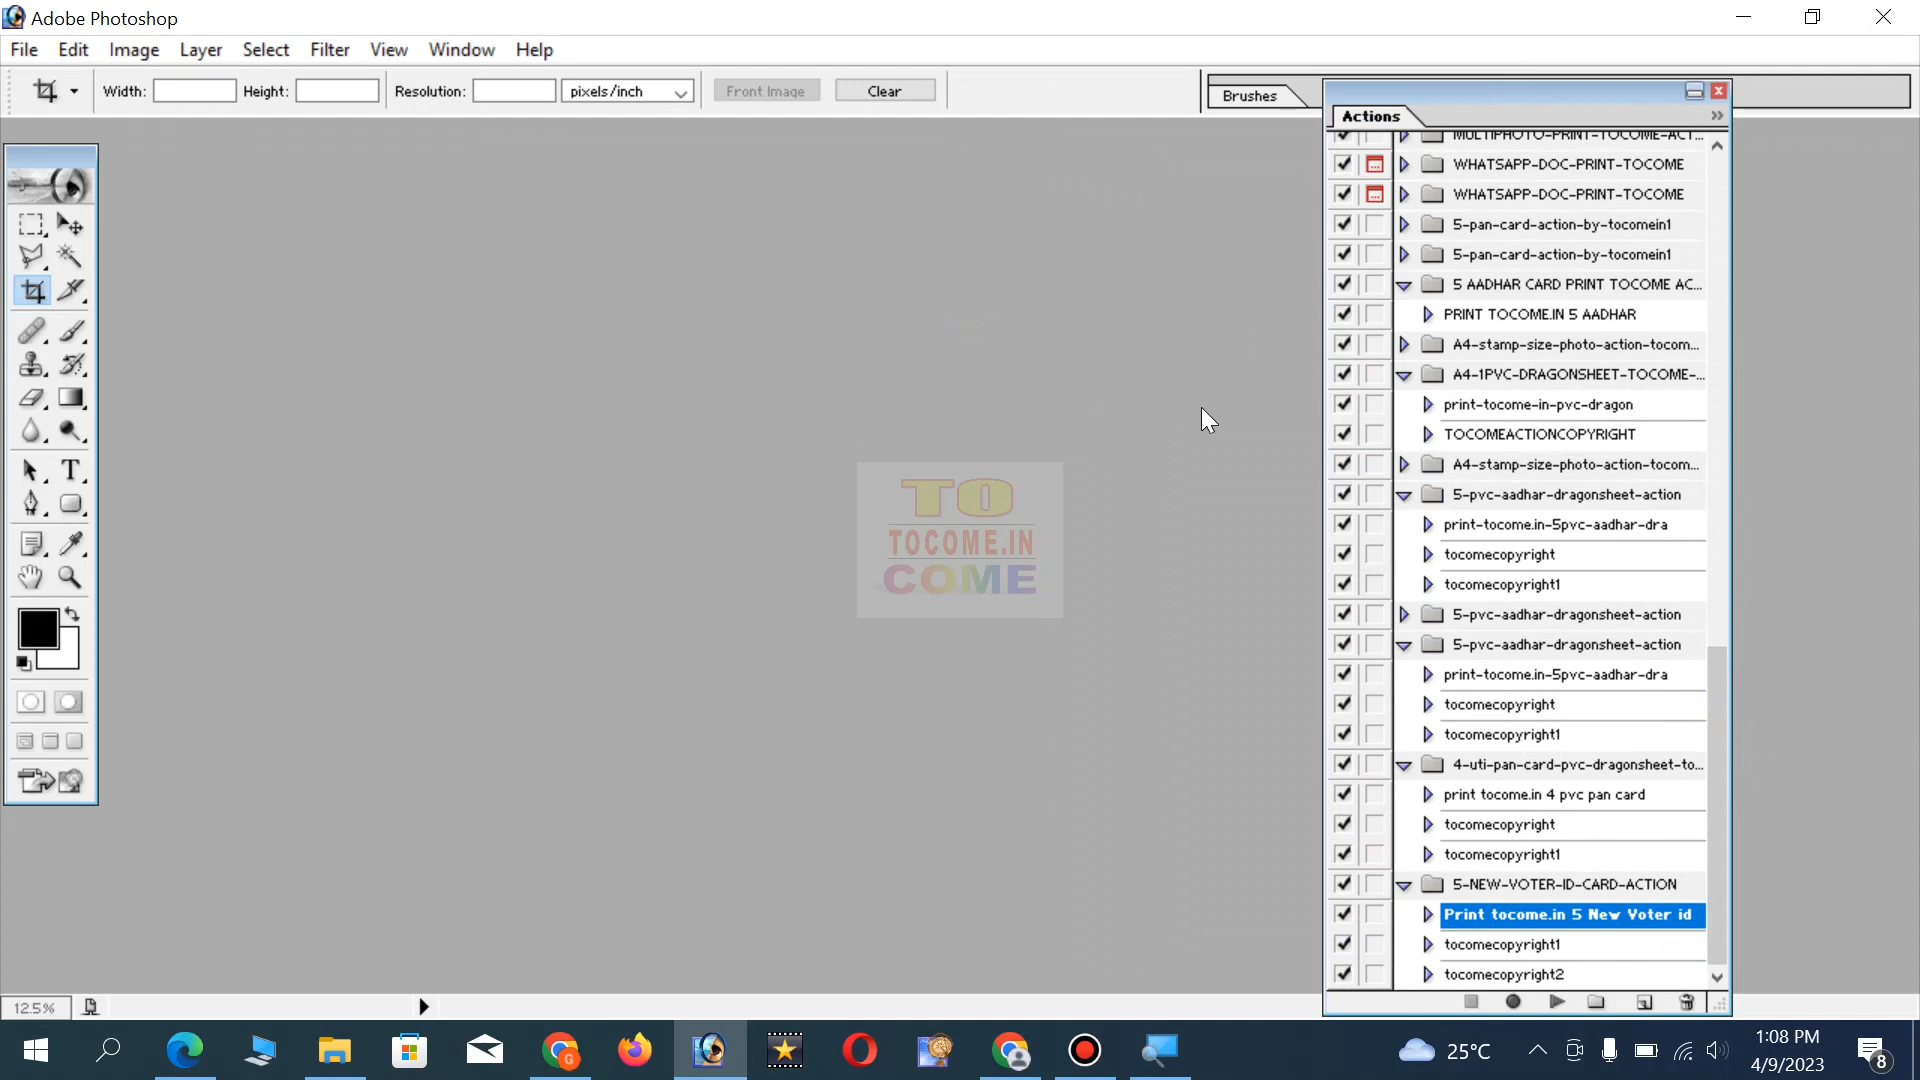 Adobe Photoshop
File Edit Image Layer Select Filter View Window Help
Width: Height: Resolution: pixels/inch Front Image Clear
Brushes
Actions
MULTIPHOTO-PRINT-TOCOME-ACT...
WHATSAPP-DOC-PRINT-TOCOME
WHATSAPP-DOC-PRINT-TOCOME
5-pan-card-action-by-tocomein1
5-pan-card-action-by-tocomein1
5 AADHAR CARD PRINT TOCOME AC...
PRINT TOCOME.IN 5 AADHAR
A4-stamp-size-photo-action-tocom...
A4-1PVC-DRAGONSHEET-TOCOME-...
print-tocome-in-pvc-dragon
TOCOMEACTIONCOPYRIGHT
A4-stamp-size-photo-action-tocom...
5-pvc-aadhar-dragonsheet-action
print-tocome.in-5pvc-aadhar-dra
tocomecopyright
tocomecopyright1
5-pvc-aadhar-dragonsheet-action
5-pvc-aadhar-dragonsheet-action
print-tocome.in-5pvc-aadhar-dra
tocomecopyright
tocomecopyright1
4-uti-pan-card-pvc-dragonsheet-to...
print tocome.in 4 pvc pan card
tocomecopyright
tocomecopyright1
5-NEW-VOTER-ID-CARD-ACTION
Print tocome.in 5 New Voter id
tocomecopyright1
tocomecopyright2
TO
TOCOME.IN
COME
12.5%
G
25°C
1:08 PM
4/9/2023
8